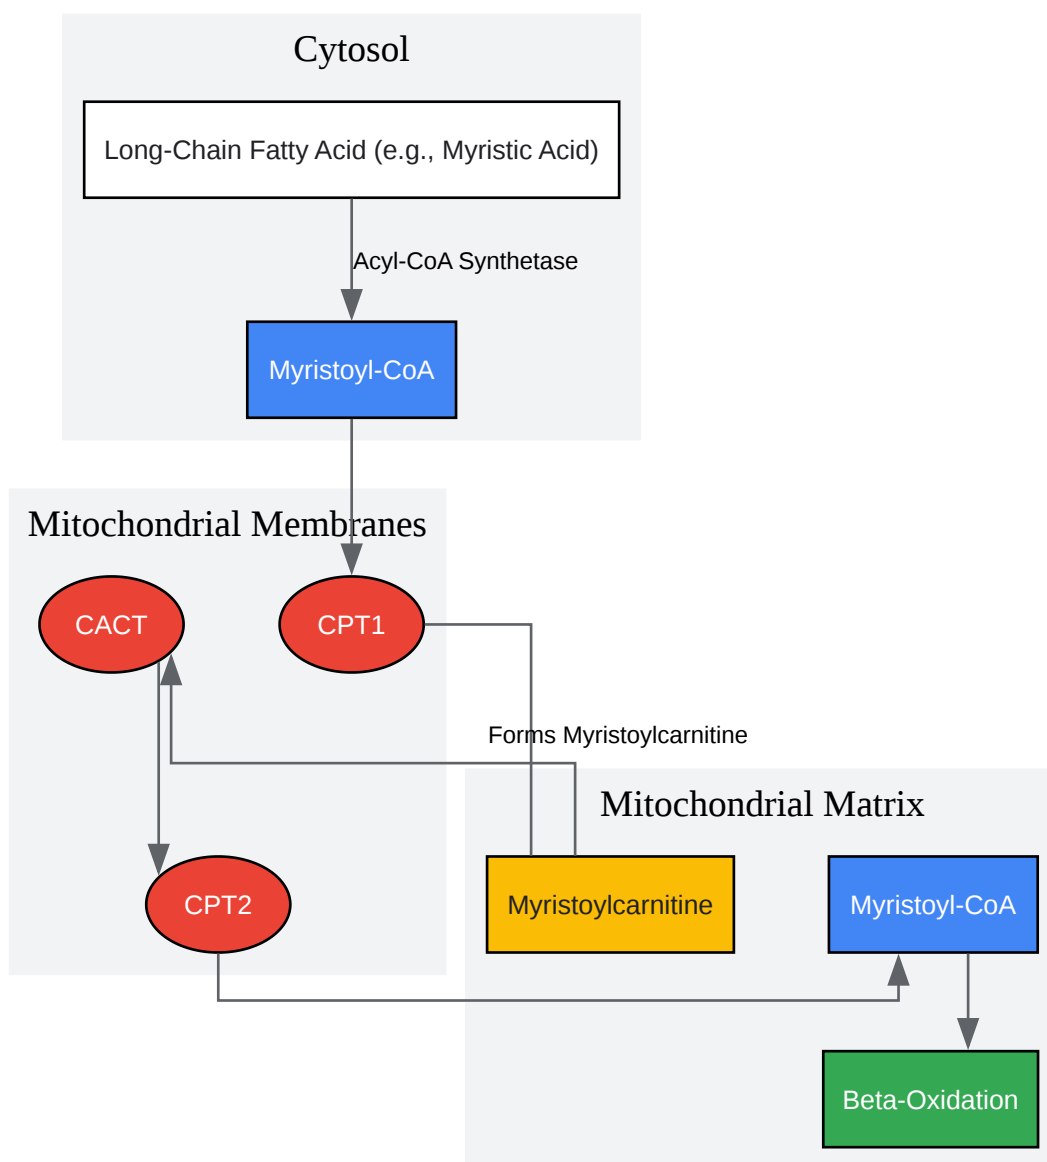 Cytosol
Long-Chain Fatty Acid (e.g., Myristic Acid)
Acyl-CoA Synthetase
Myristoyl-CoA
Mitochondrial Membranes
CACT
CPT1
Forms Myristoylcarnitine
Mitochondrial Matrix
CPT2
Myristoylcarnitine
Myristoyl-CoA
Beta-Oxidation